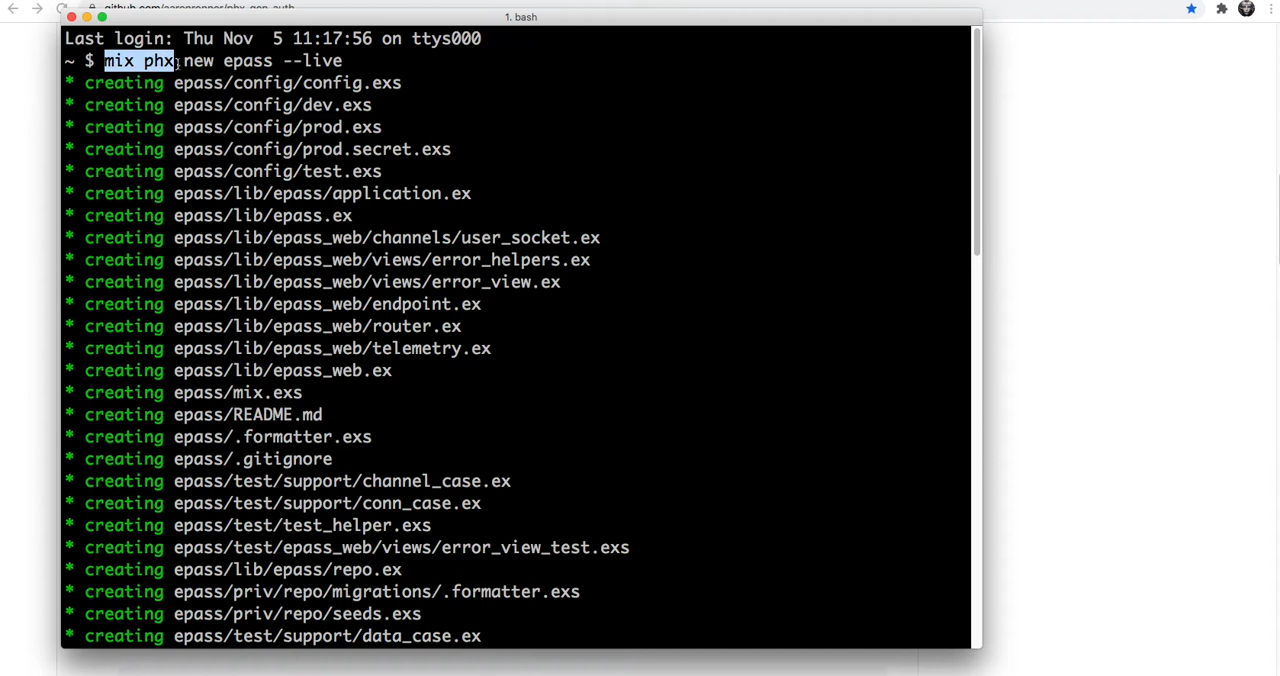 github.com/aaronrenner/phx_gen_auth
1. bash
Last login: Thu Nov  5 11:17:56 on ttys000
~ $ mix phx.new epass --live
* creating epass/config/config.exs
* creating epass/config/dev.exs
* creating epass/config/prod.exs
* creating epass/config/prod.secret.exs
* creating epass/config/test.exs
* creating epass/lib/epass/application.ex
* creating epass/lib/epass.ex
* creating epass/lib/epass_web/channels/user_socket.ex
* creating epass/lib/epass_web/views/error_helpers.ex
* creating epass/lib/epass_web/views/error_view.ex
* creating epass/lib/epass_web/endpoint.ex
* creating epass/lib/epass_web/router.ex
* creating epass/lib/epass_web/telemetry.ex
* creating epass/lib/epass_web.ex
* creating epass/mix.exs
* creating epass/README.md
* creating epass/.formatter.exs
* creating epass/.gitignore
* creating epass/test/support/channel_case.ex
* creating epass/test/support/conn_case.ex
* creating epass/test/test_helper.exs
* creating epass/test/epass_web/views/error_view_test.exs
* creating epass/lib/epass/repo.ex
* creating epass/priv/repo/migrations/.formatter.exs
* creating epass/priv/repo/seeds.exs
* creating epass/test/support/data_case.ex